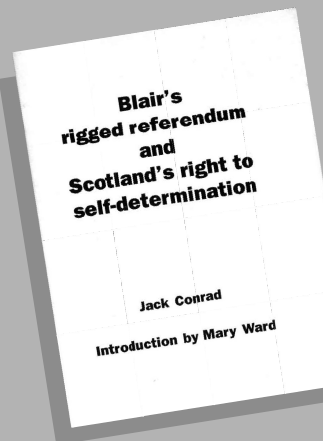 Blair's
rigged referendum
and
Scotland's right to
self-determination
Jack Conrad
Introduction by Mary Ward